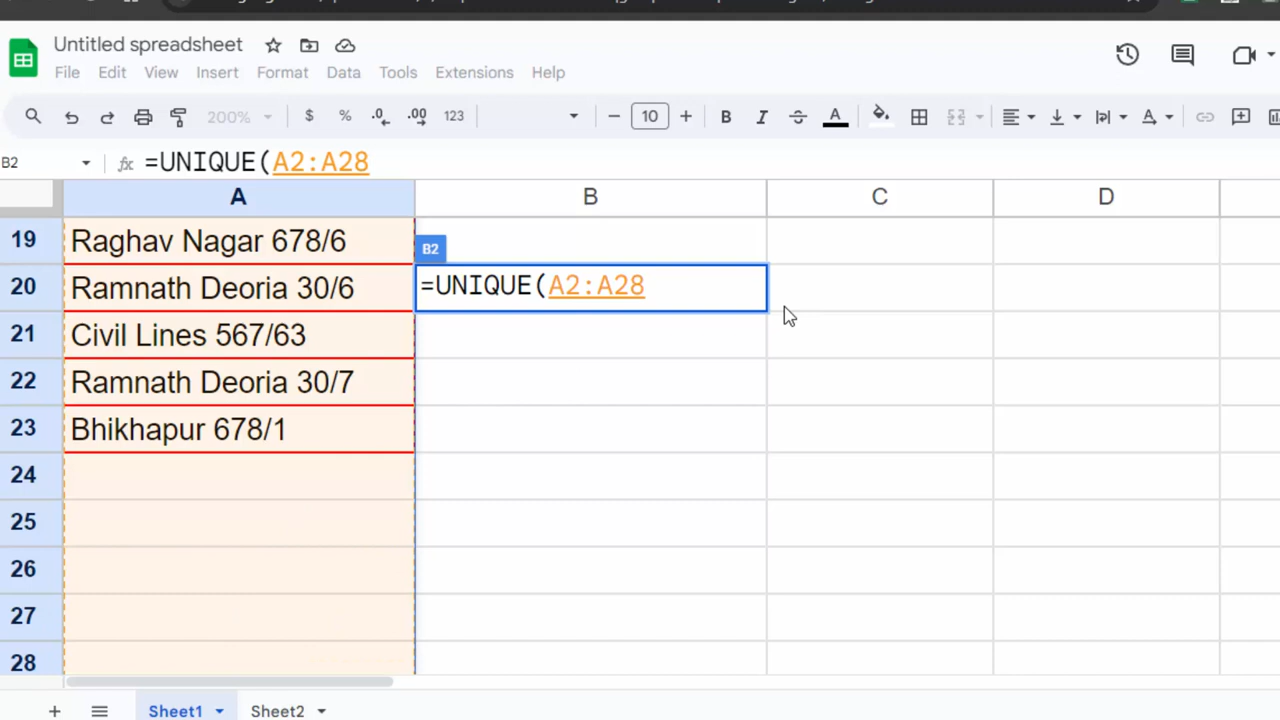 Untitled spreadsheet
File Edit View Insert Format Data Tools Extensions Help
200% $ % .0 .00 123 10 B I S A A
B2 fx =UNIQUE(A2:A28
A B C D
19 Raghav Nagar 678/6
B2
20 Ramnath Deoria 30/6 =UNIQUE(A2:A28
21 Civil Lines 567/63
22 Ramnath Deoria 30/7
23 Bhikhapur 678/1
24
25
26
27
28
Sheet1 Sheet2